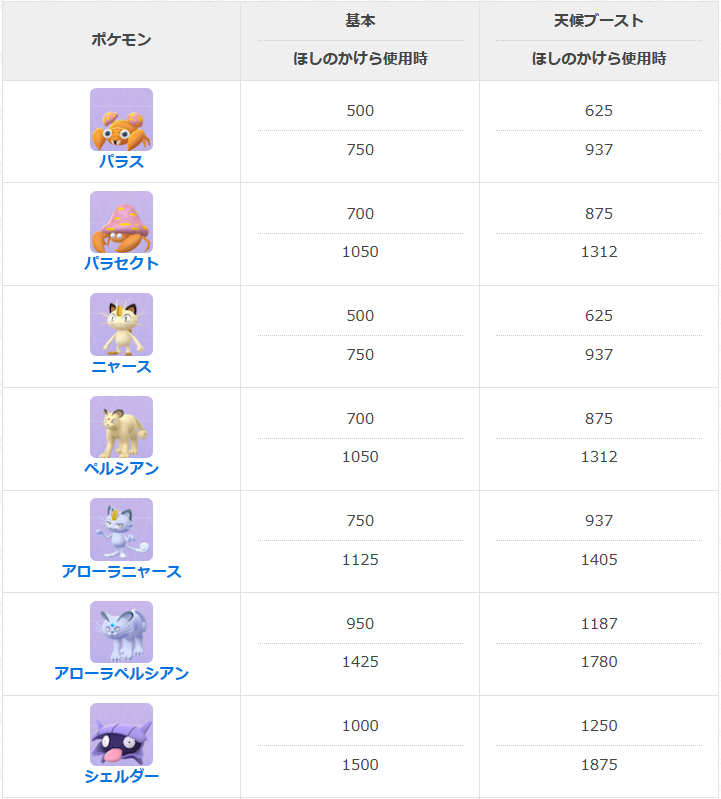 ポケモン
基本
天候ブースト
ほしのかけら使用時
ほしのかけら使用時
パラス
500
625
750
937
パラセクト
700
875
1050
1312
ニャース
500
625
750
937
ペルシアン
700
875
1050
1312
アローラニャース
750
937
1125
1405
アローラペルシアン
950
1187
1425
1780
シェルダー
1000
1250
1500
1875